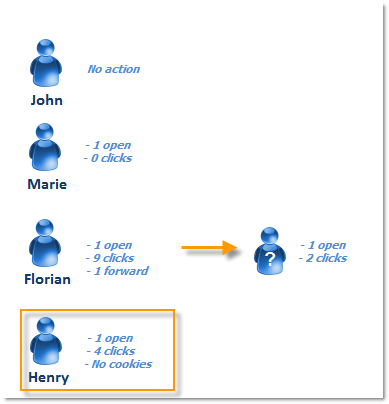 No action
John
- 1 open
- 0 clicks
Marie
- 1 open
- 9 clicks
- 1 forward
Florian
?
- 1 open
- 2 clicks
- 1 open
- 4 clicks
- No cookies
Henry